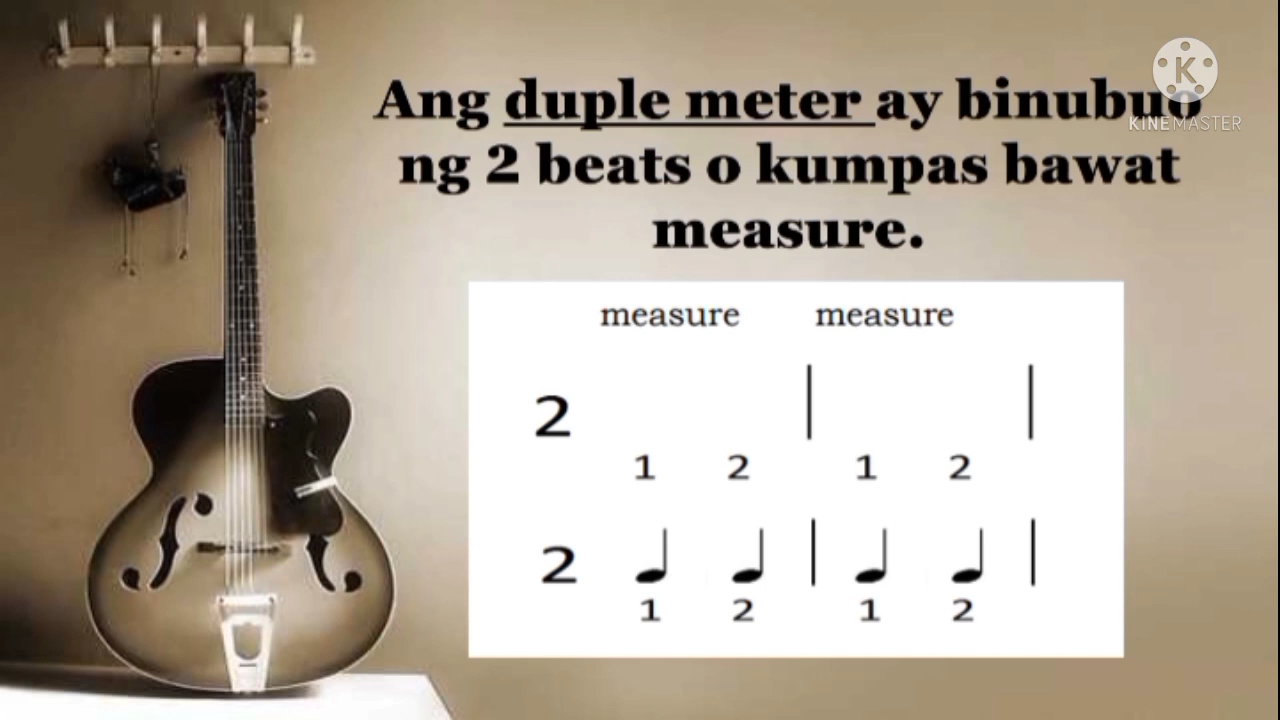 Ang duple meter ay binubuo
ng 2 beats o kumpas bawat
measure.
K
KINEMASTER
measure measure
2
1 2 1 2
2
1 2 1 2